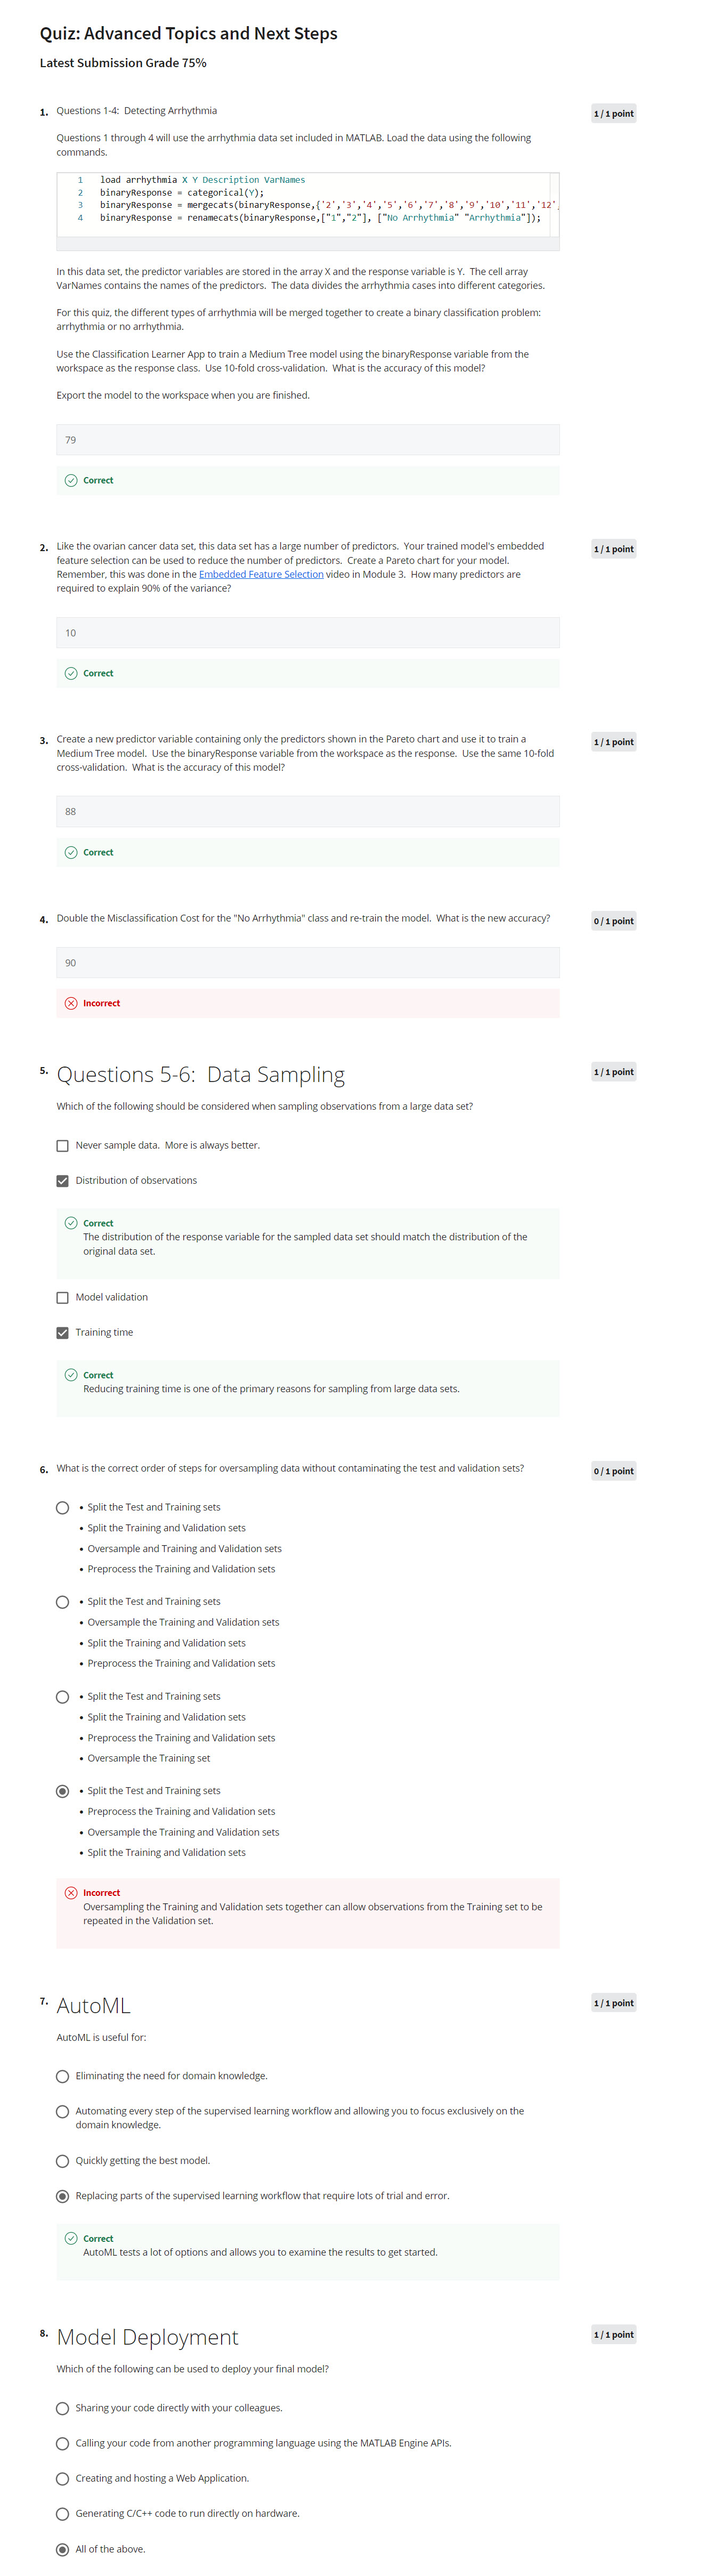 Quiz: Advanced Topics and Next Steps
Latest Submission Grade 75%
1. Questions 1-4: Detecting Arrhythmia
1 / 1 point
Questions 1 through 4 will use the arrhythmia data set included in MATLAB. Load the data using the following
commands.
1 load arrhythmia X Y Description VarNames
2 binaryResponse = categorical(Y);
3 binaryResponse = mergecats(binaryResponse,{'2','3','4','5','6','7','8','9','10','11','12'
4 binaryResponse = renamecats(binaryResponse,["1","2"], ["No Arrhythmia" "Arrhythmia"]);
In this data set, the predictor variables are stored in the array X and the response variable is Y. The cell array
VarNames contains the names of the predictors. The data divides the arrhythmia cases into different categories.
For this quiz, the different types of arrhythmia will be merged together to create a binary classification problem:
arrhythmia or no arrhythmia.
Use the Classification Learner App to train a Medium Tree model using the binaryResponse variable from the
workspace as the response class. Use 10-fold cross-validation. What is the accuracy of this model?
Export the model to the workspace when you are finished.
79
Correct
2. Like the ovarian cancer data set, this data set has a large number of predictors. Your trained model's embedded
1 / 1 point
feature selection can be used to reduce the number of predictors. Create a Pareto chart for your model.
Remember, this was done in the Embedded Feature Selection video in Module 3. How many predictors are
required to explain 90% of the variance?
10
Correct
3. Create a new predictor variable containing only the predictors shown in the Pareto chart and use it to train a
1 / 1 point
Medium Tree model. Use the binaryResponse variable from the workspace as the response. Use the same 10-fold
cross-validation. What is the accuracy of this model?
88
Correct
4. Double the Misclassification Cost for the "No Arrhythmia" class and re-train the model. What is the new accuracy?
0 / 1 point
90
Incorrect
5. Questions 5-6: Data Sampling
1 / 1 point
Which of the following should be considered when sampling observations from a large data set?
Never sample data. More is always better.
Distribution of observations
Correct
The distribution of the response variable for the sampled data set should match the distribution of the
original data set.
Model validation
Training time
Correct
Reducing training time is one of the primary reasons for sampling from large data sets.
6. What is the correct order of steps for oversampling data without contaminating the test and validation sets?
0 / 1 point
• Split the Test and Training sets
• Split the Training and Validation sets
• Oversample and Training and Validation sets
• Preprocess the Training and Validation sets
• Split the Test and Training sets
• Oversample the Training and Validation sets
• Split the Training and Validation sets
• Preprocess the Training and Validation sets
• Split the Test and Training sets
• Split the Training and Validation sets
• Preprocess the Training and Validation sets
• Oversample the Training set
• Split the Test and Training sets
• Preprocess the Training and Validation sets
• Oversample the Training and Validation sets
• Split the Training and Validation sets
Incorrect
Oversampling the Training and Validation sets together can allow observations from the Training set to be
repeated in the Validation set.
7. AutoML
1 / 1 point
AutoML is useful for:
Eliminating the need for domain knowledge.
Automating every step of the supervised learning workflow and allowing you to focus exclusively on the
domain knowledge.
Quickly getting the best model.
Replacing parts of the supervised learning workflow that require lots of trial and error.
Correct
AutoML tests a lot of options and allows you to examine the results to get started.
8. Model Deployment
1 / 1 point
Which of the following can be used to deploy your final model?
Sharing your code directly with your colleagues.
Calling your code from another programming language using the MATLAB Engine APIs.
Creating and hosting a Web Application.
Generating C/C++ code to run directly on hardware.
All of the above.